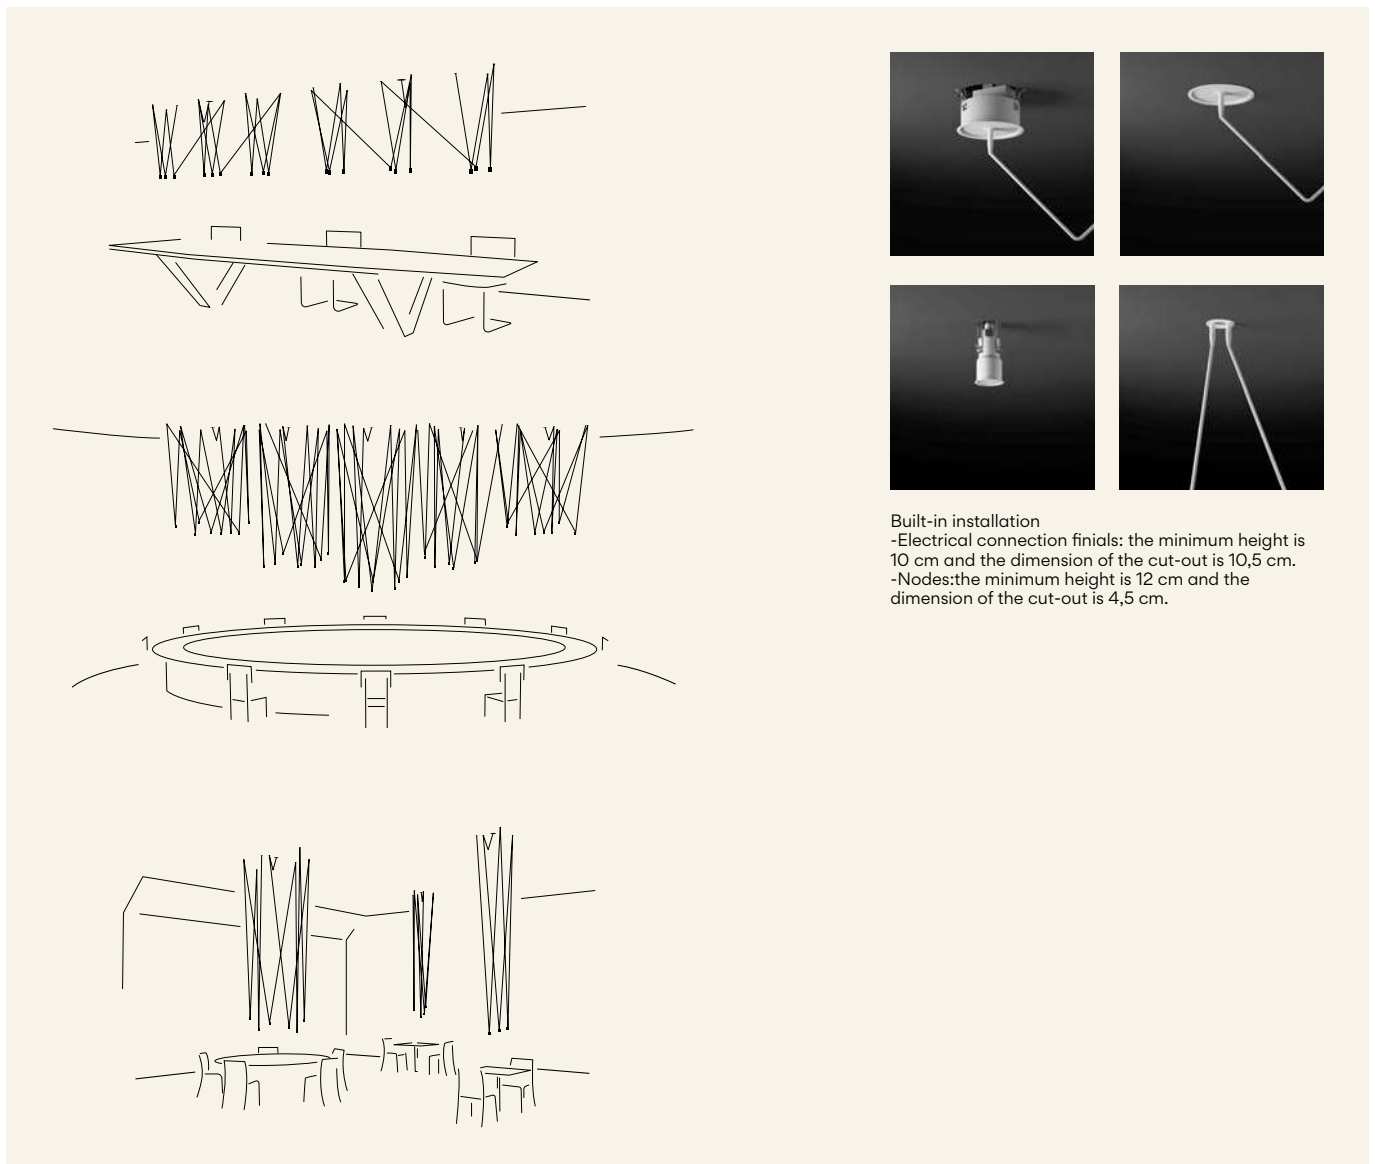 Built-in installation
-Electrical connection finials: the minimum height is
10 cm and the dimension of the cut-out is 10,5 cm.
-Nodes:the minimum height is 12 cm and the
dimension of the cut-out is 4,5 cm.